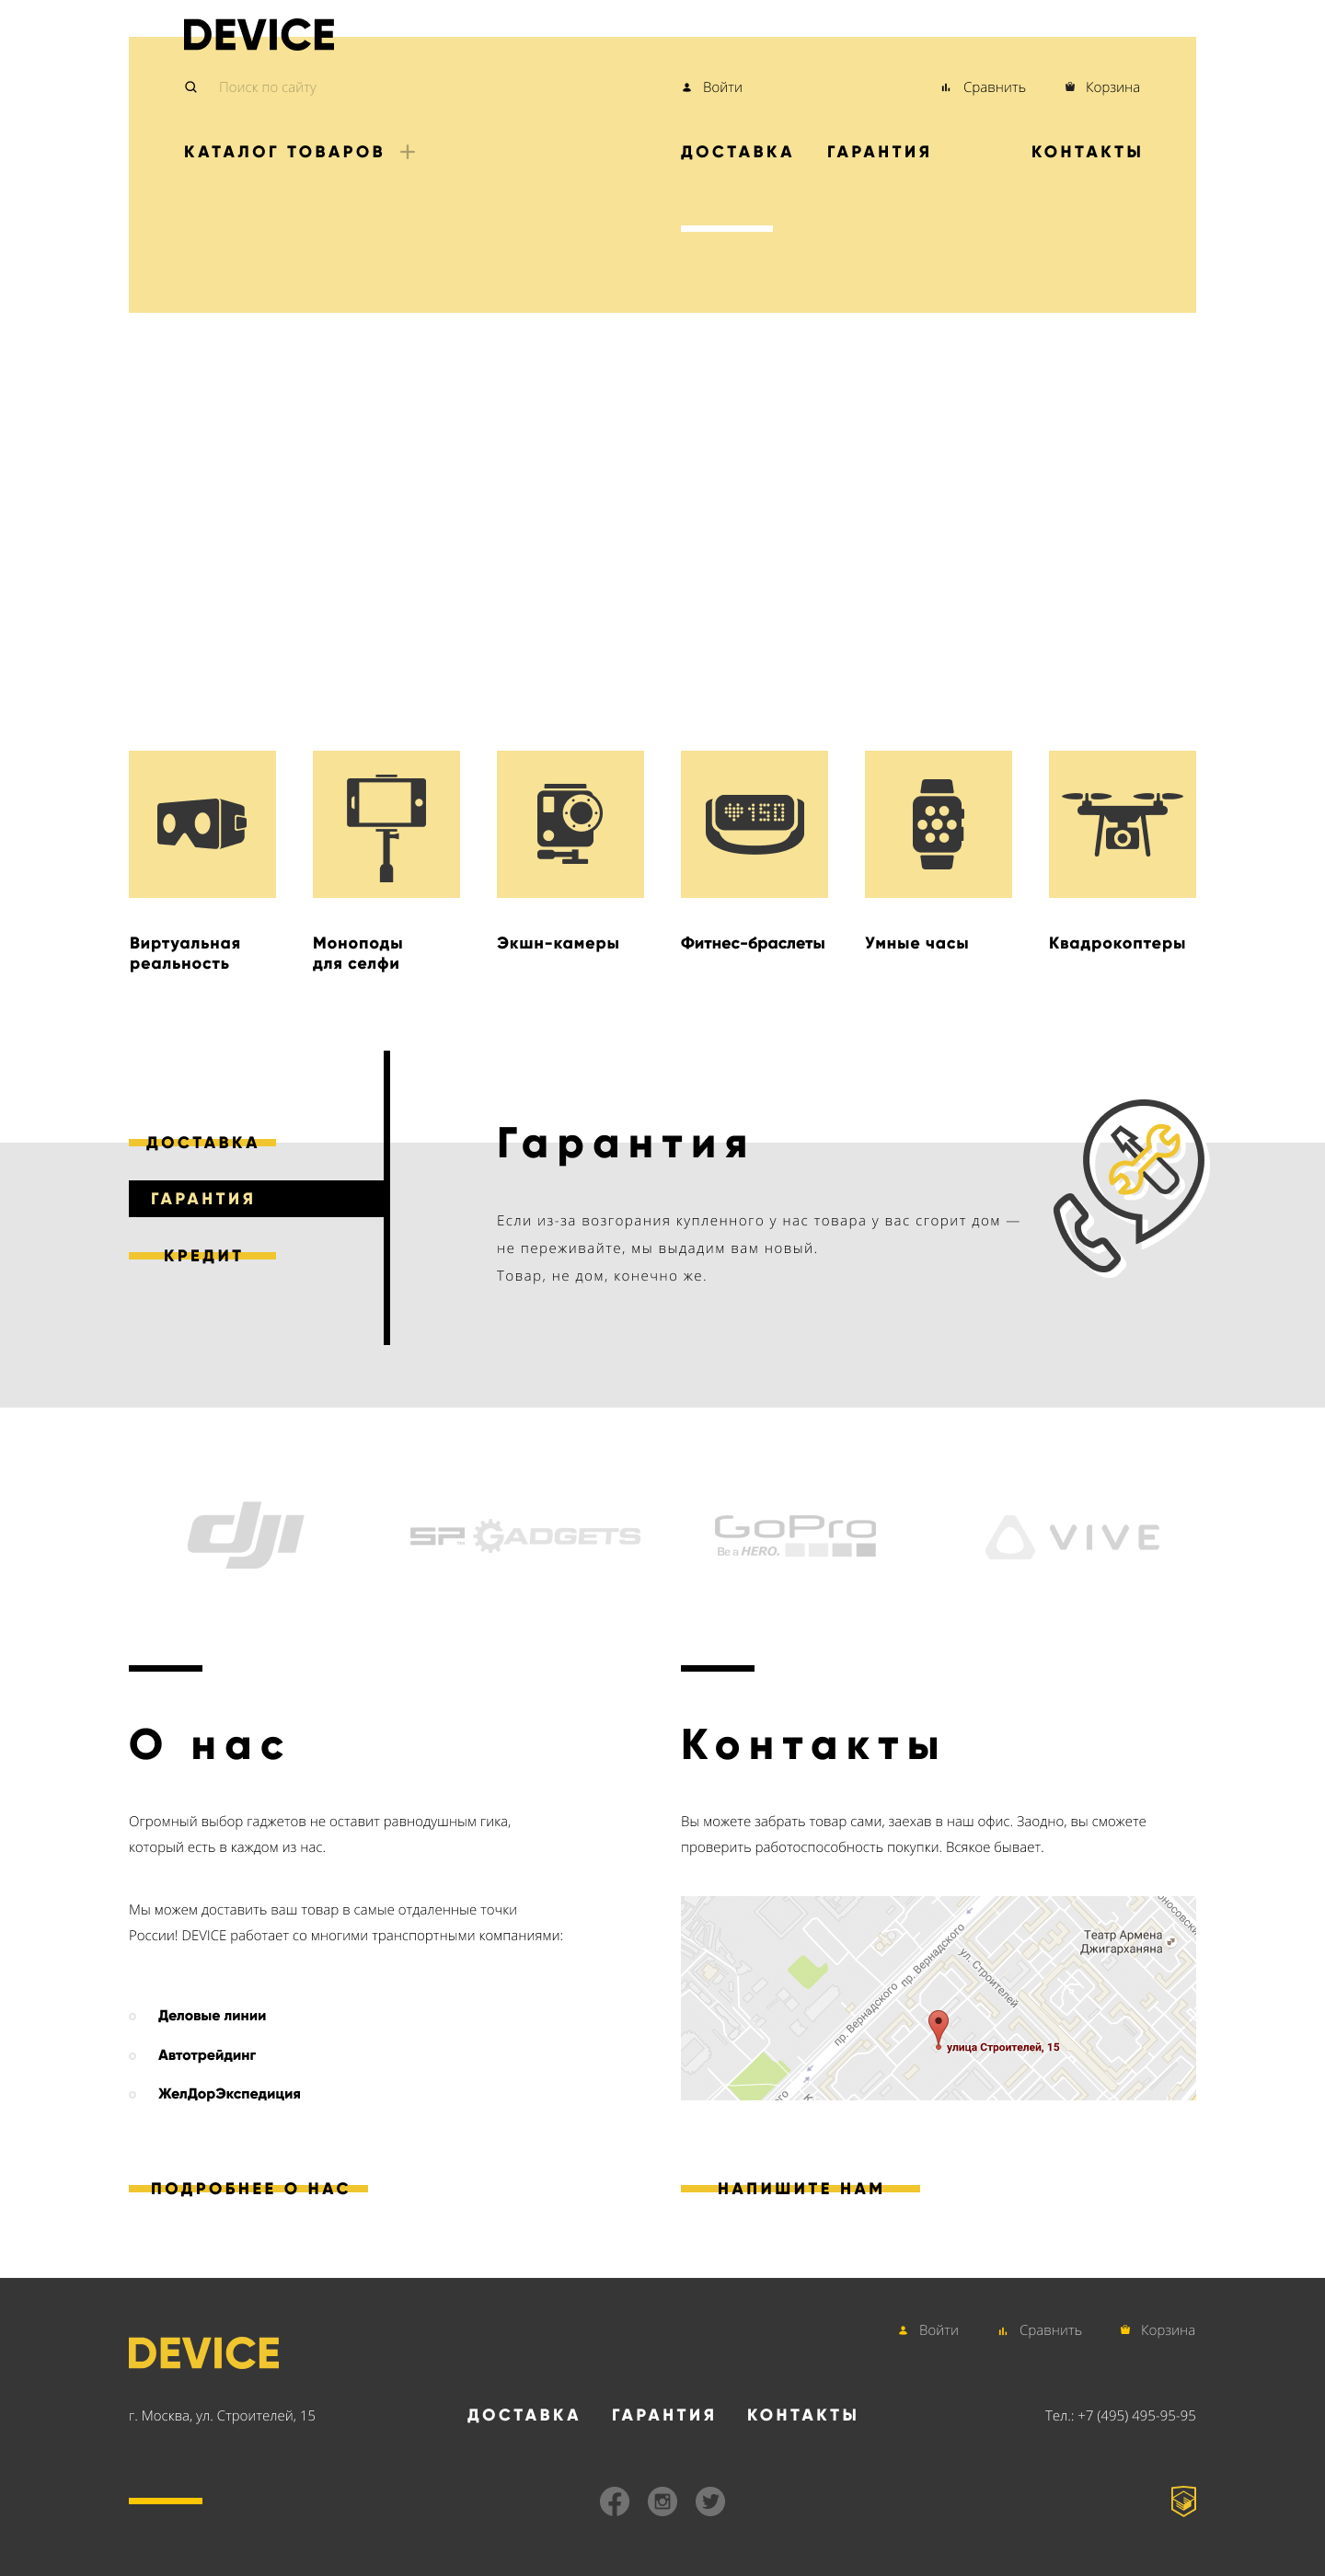 DEVICE
Поиск по сайту
Войти
Сравнить
Корзина
КАТАЛОГ ТОВАРОВ
ДОСТАВКА
ГАРАНТИЯ
КОНТАКТЫ
150
Виртуальная
реальность
Моноподы
для селфи
Экшн-камеры
Фитнес-браслеты
Умные часы
Квадрокоптеры
ДОСТАВКА
ГАРАНТИЯ
КРЕДИТ
Гарантия
Если из-за возгорания купленного у нас товара у вас сгорит дом —
не переживайте, мы выдадим вам новый.
Товар, не дом, конечно же.
dji
SP GADGETS
GoPro
Be a HERO.
VIVE
О нас
Огромный выбор гаджетов не оставит равнодушным гика,
который есть в каждом из нас.
Мы можем доставить ваш товар в самые отдаленные точки
России! DEVICE работает со многими транспортными компаниями:
Деловые линии
Автотрейдинг
ЖелДорЭкспедиция
ПОДРОБНЕЕ О НАС
Контакты
Вы можете забрать товар сами, заехав в наш офис. Заодно, вы сможете
проверить работоспособность покупки. Всякое бывает.
Театр Армена
Джигарханяна
пр. Вернадского
ул. Строителей
пр. Вернадского
улица Строителей, 15
НАПИШИТЕ НАМ
Войти
Сравнить
Корзина
DEVICE
г. Москва, ул. Строителей, 15
ДОСТАВКА
ГАРАНТИЯ
КОНТАКТЫ
Тел.: +7 (495) 495-95-95